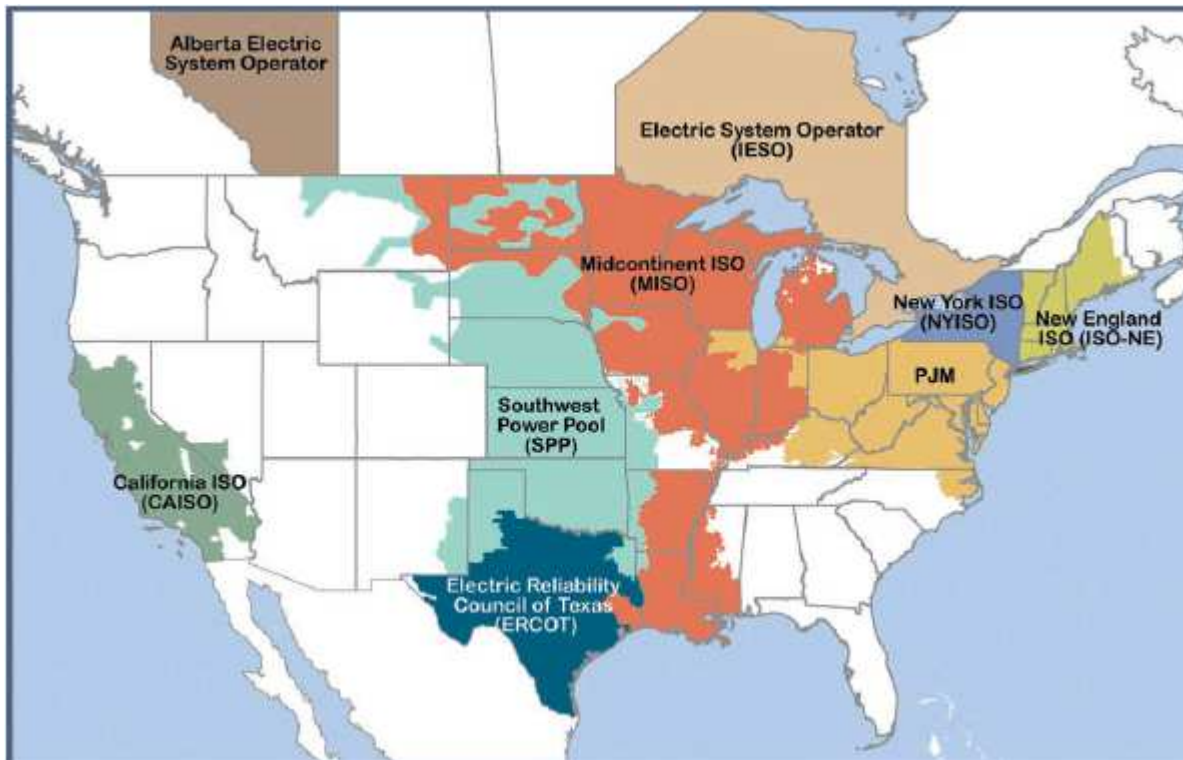 Alberta Electric
System Operator
Electric System Operator
(IESO)
Midcontinent ISO
(MISO)
New York ISO
(NYISO)
New England
ISO (ISO-NE)
PJM
Southwest
Power Pool
(SPP)
California ISO
(CAISO)
Electric Reliability
Council of Texas
(ERCOT)